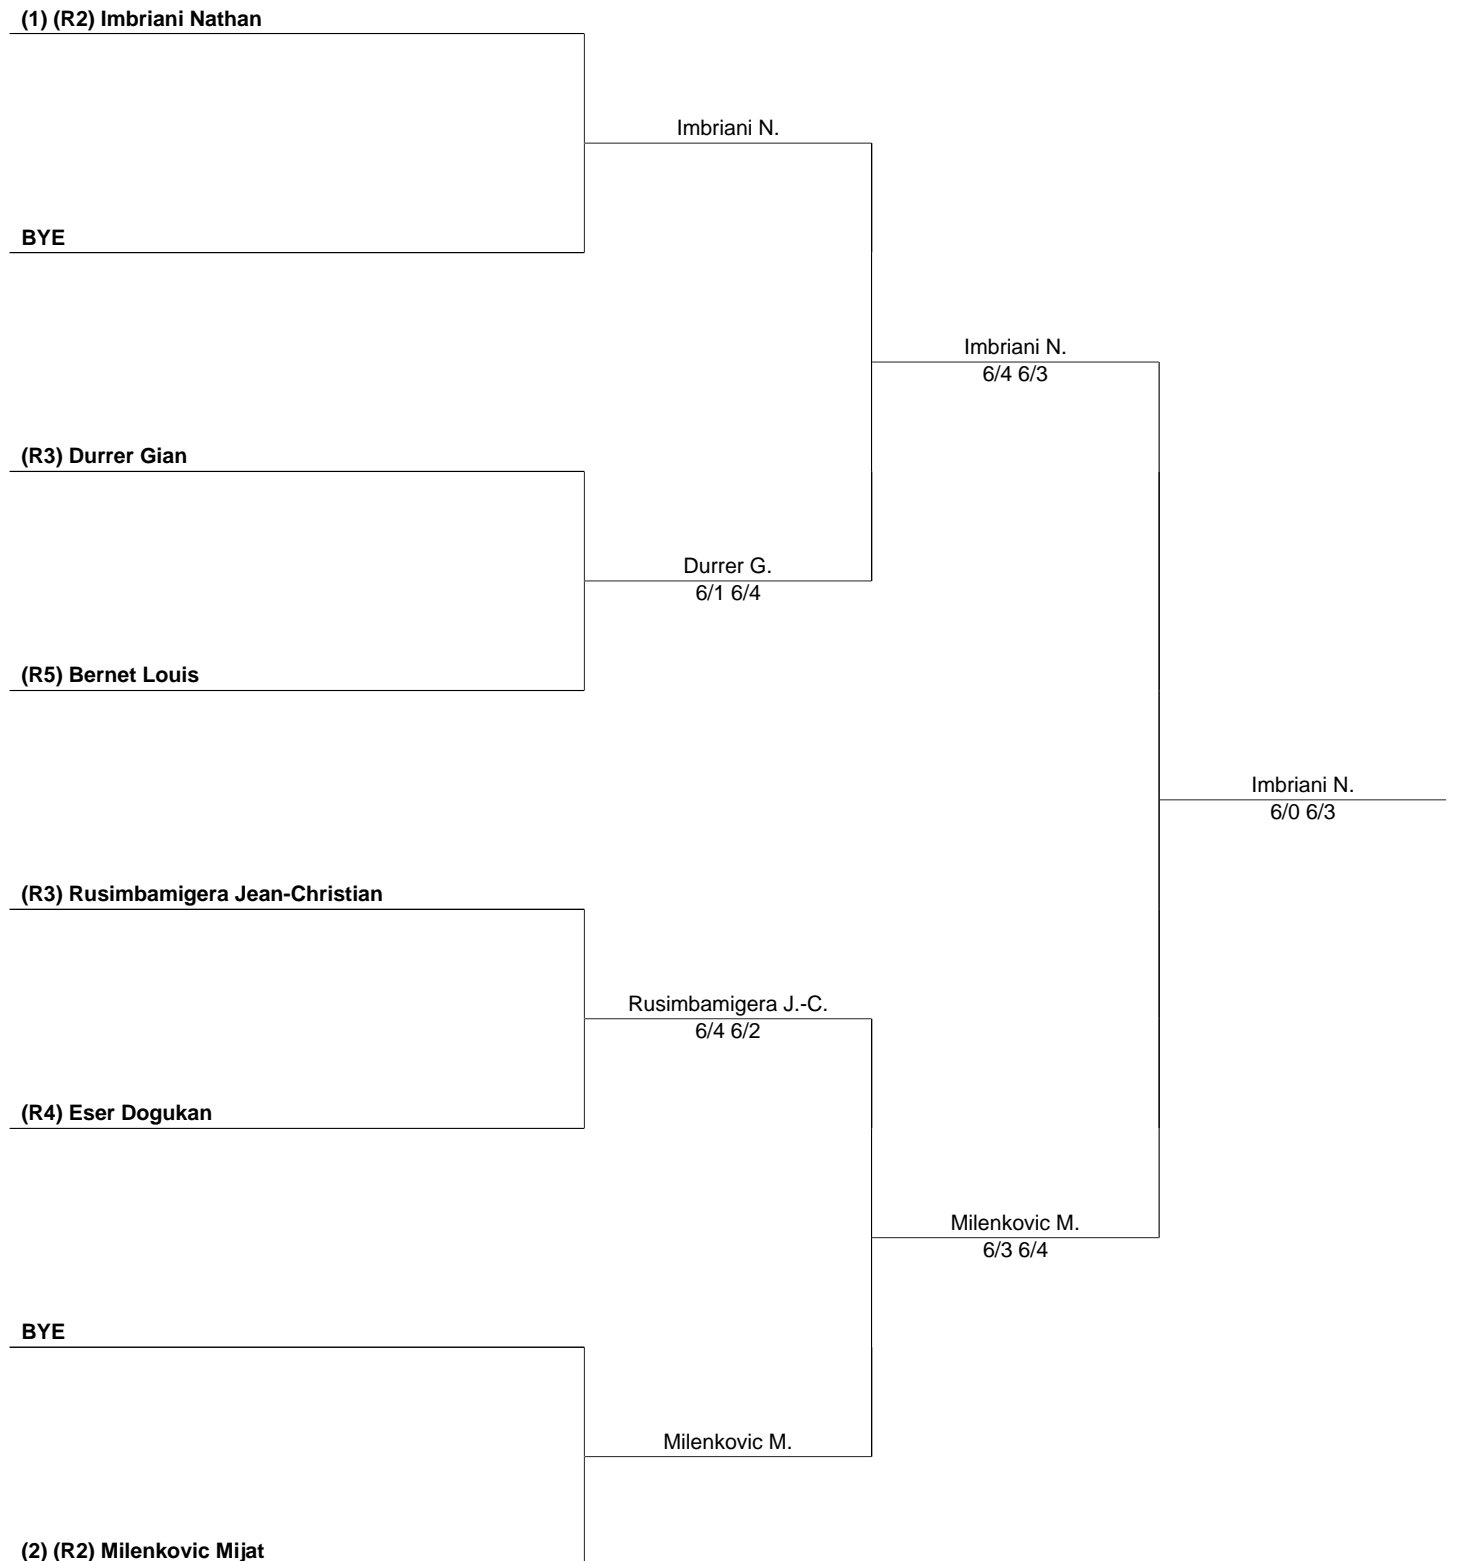 (1) (R2) Imbriani Nathan
Imbriani N.
BYE
Imbriani N.
6/4 6/3
(R3) Durrer Gian
Durrer G.
6/1 6/4
(R5) Bernet Louis
Imbriani N.
6/0 6/3
(R3) Rusimbamigera Jean-Christian
Rusimbamigera J.-C.
6/4 6/2
(R4) Eser Dogukan
Milenkovic M.
6/3 6/4
BYE
Milenkovic M.
(2) (R2) Milenkovic Mijat